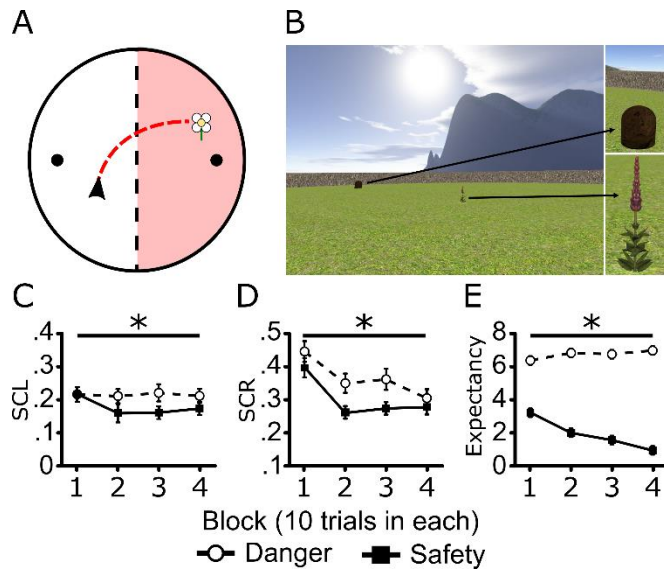 A
B
C
D
E
*
*
*
.4
.3
.2
.1
0
SCL
.5
.4
.3
.2
.1
SCR
8
6
4
2
0
Expectancy
1 2 3 4
1 2 3 4
1 2 3 4
Block (10 trials in each)
Danger Safety